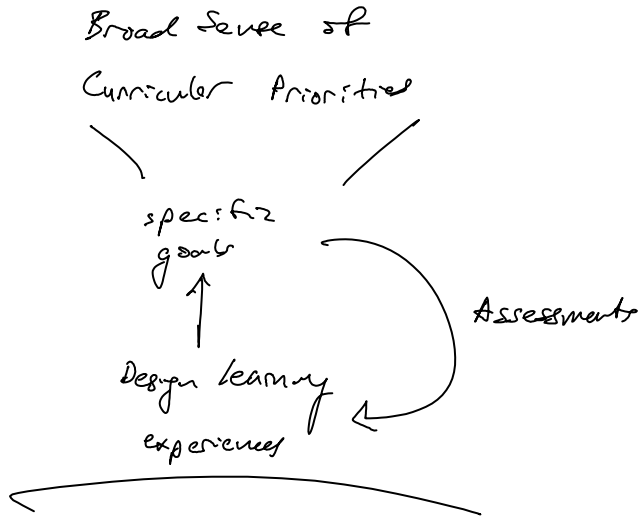 Broad Sense of
Curricular Priorities
specific
goals
Assessments
Design learning
experiences